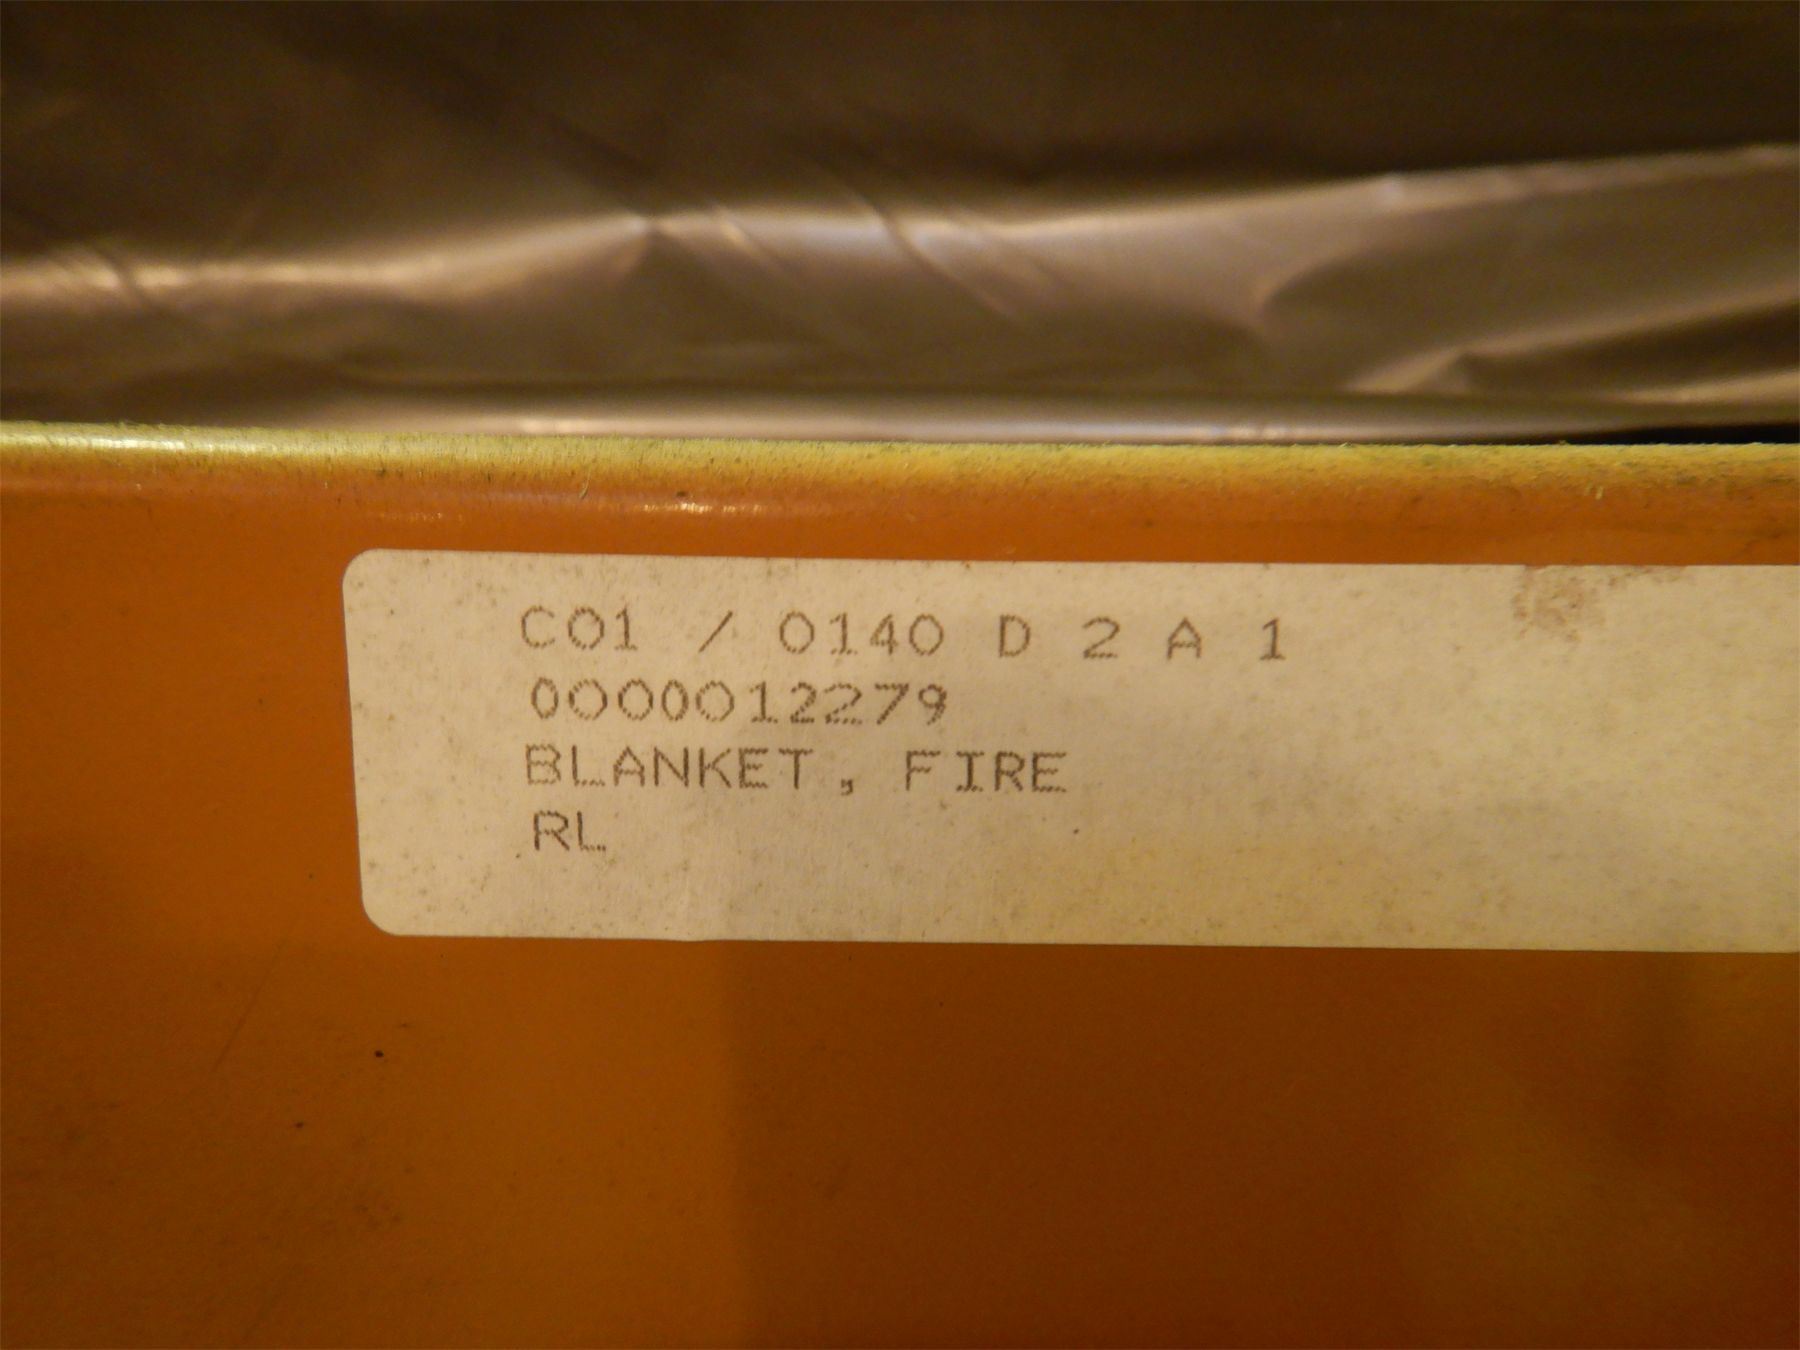 C01 / 0140 D 2 A 1
0000012279
BLANKET, FIRE
RL